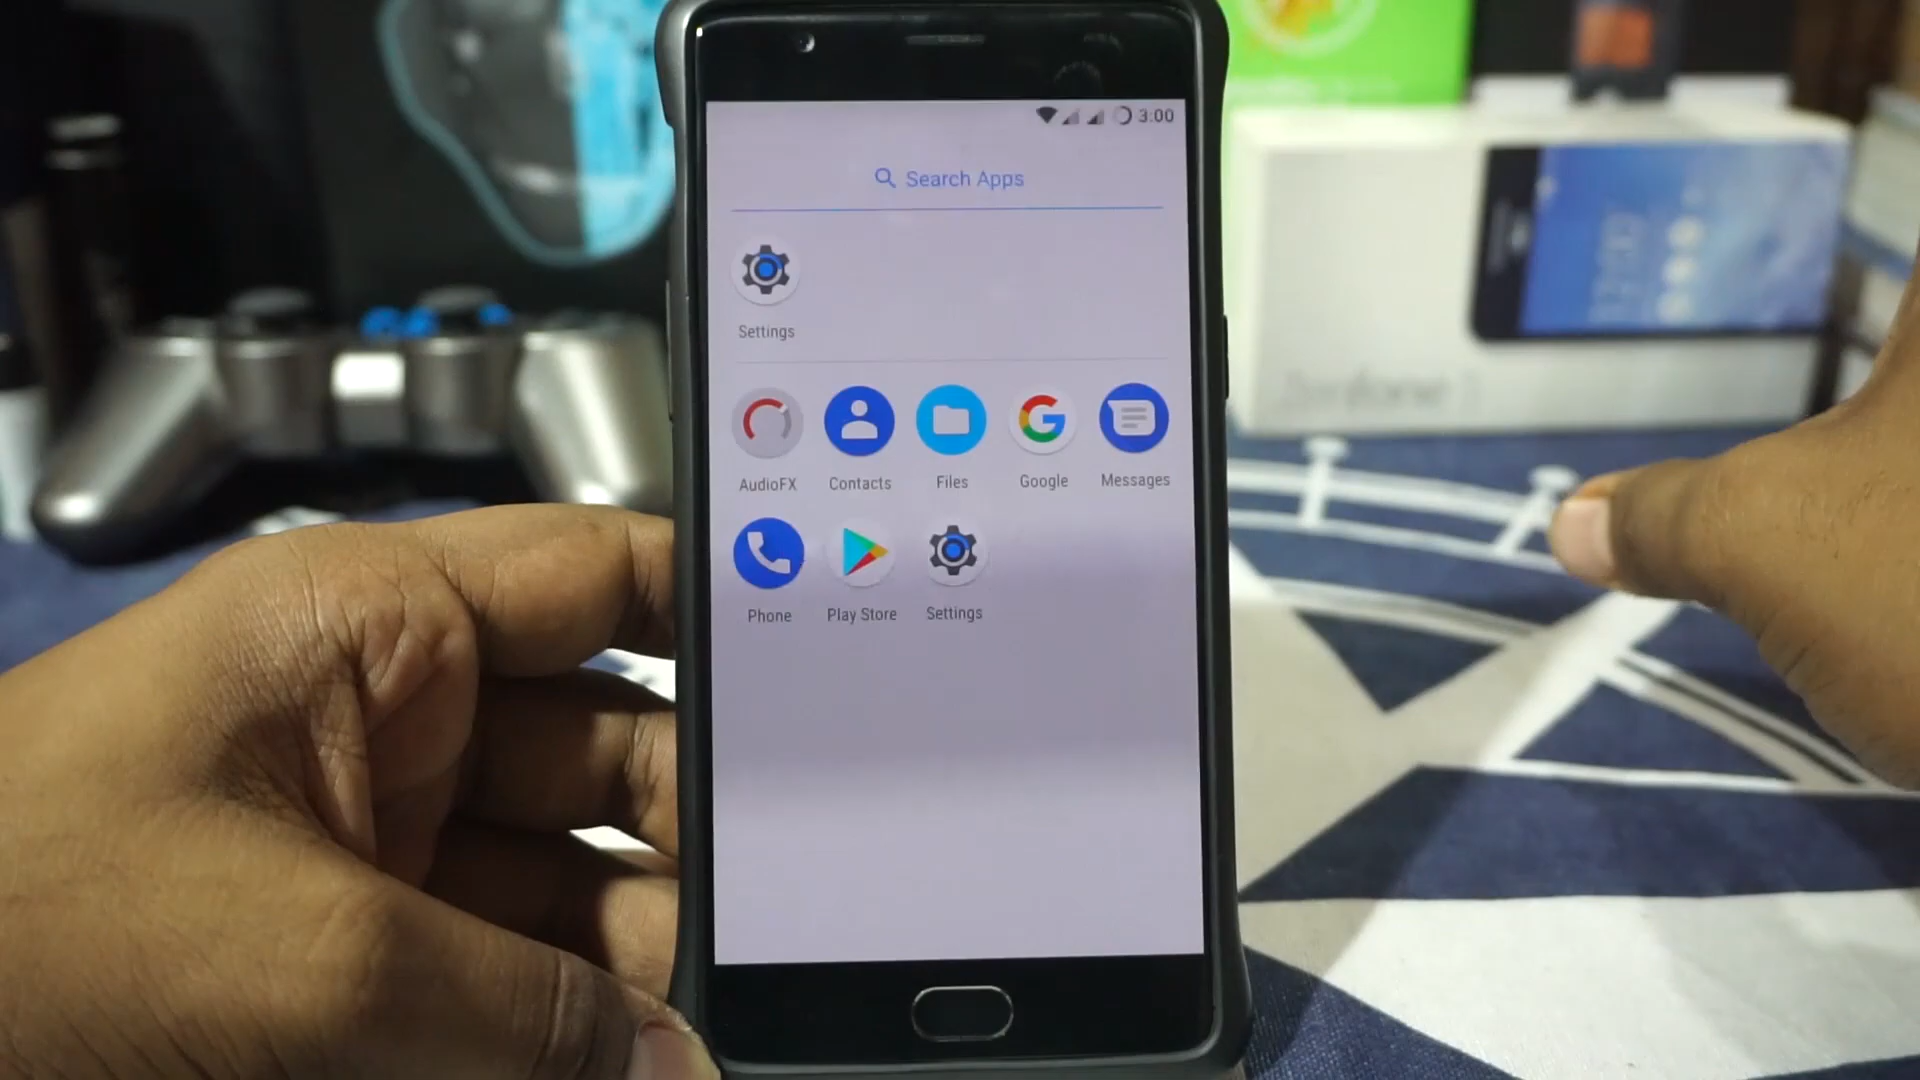 3:00
Search Apps
Settings
AudioFX Contacts Files Google Messages
Phone Play Store Settings